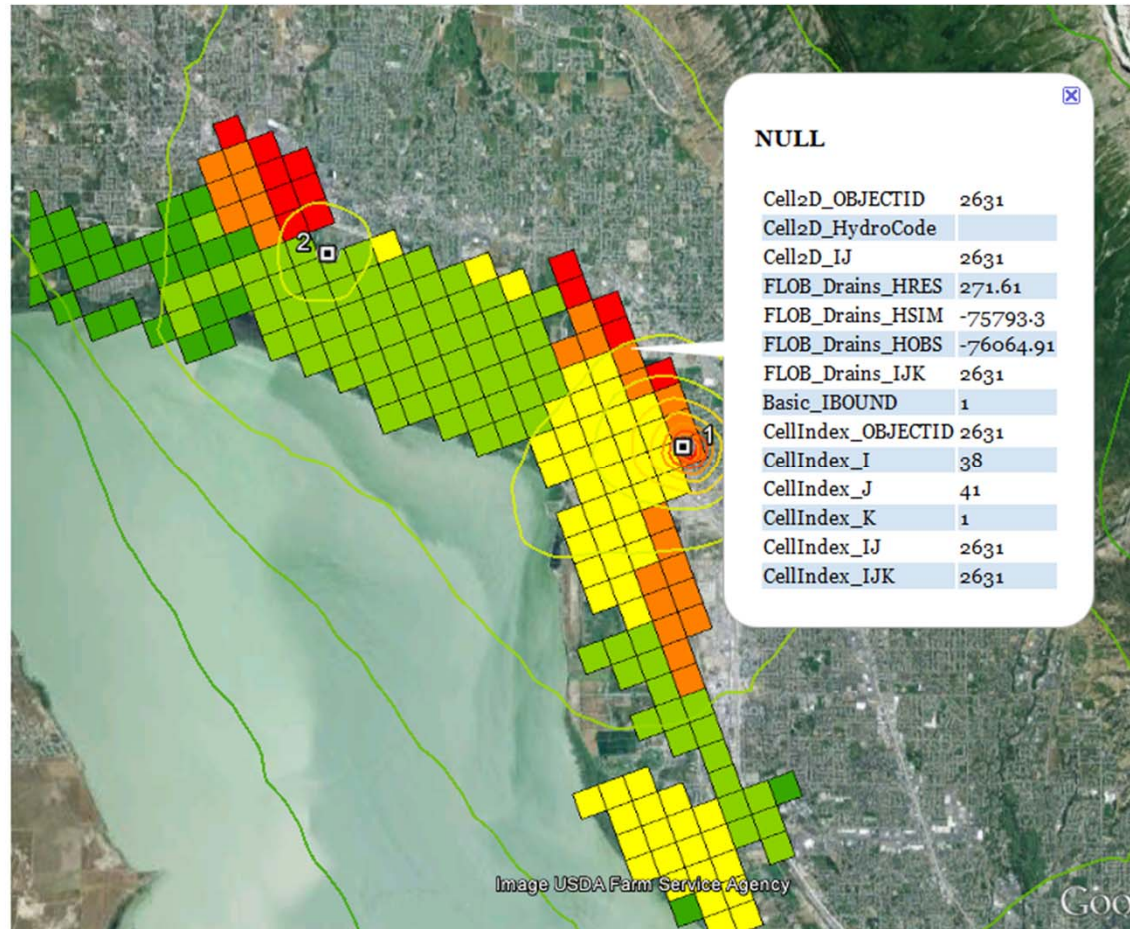 NULL
Cell2D_OBJECTID 2631
Cell2D_HydroCode
Cell2D_IJ 2631
FLOB_Drains_HRES 271.61
FLOB_Drains_HSIM -75793.3
FLOB_Drains_HOBS -76064.91
FLOB_Drains_IJK 2631
Basic_IBOUND 1
CellIndex_OBJECTID 2631
CellIndex_I 38
CellIndex_J 41
CellIndex_K 1
CellIndex_IJ 2631
CellIndex_IJK 2631
2
1
Image USDA Farm Service Agency
Goo